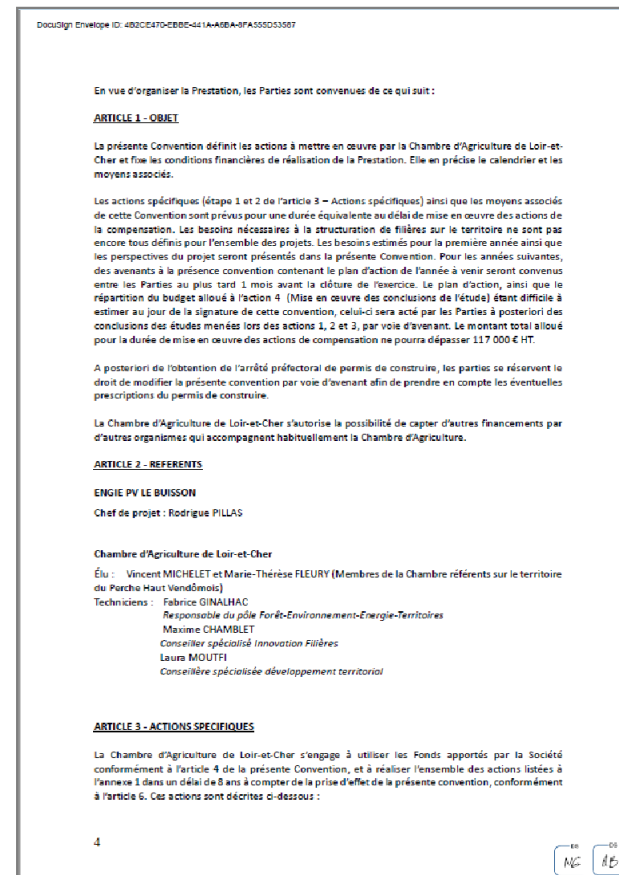 DocuSign Envelope ID: 4B2CE470-EBBE-441A-A6BA-8FA555D53587
En vue d'organiser la Prestation, les Parties sont convenues de ce qui suit :
ARTICLE 1 - OBJET
La présente Convention définit les actions à mettre en œuvre par la Chambre d'Agriculture de Loir-et-
Cher et fixe les conditions financières de réalisation de la Prestation. Elle en précise le calendrier et les
moyens associés.
Les actions spécifiques (étape 1 et 2 de l'article 3 – Actions spécifiques) ainsi que les moyens associés
de cette Convention sont prévus pour une durée équivalente au délai de mise en œuvre des actions de
la compensation. Les besoins nécessaires à la structuration de filières sur le territoire ne sont pas
encore tous définis pour l'ensemble des projets. Les besoins estimés pour la première année ainsi que
les perspectives du projet seront présentés dans la présente Convention. Pour les années suivantes,
des avenants à la présence convention contenant le plan d'action de l'année à venir seront convenus
entre les Parties au plus tard 1 mois avant la clôture de l'exercice. Le plan d'action, ainsi que le
répartition du budget alloué à l'action 4 (Mise en œuvre des conclusions de l'étude) étant difficile à
estimer au jour de la signature de cette convention, celui-ci sera acté par les Parties à posteriori des
conclusions des études menées lors des actions 1, 2 et 3, par voie d'avenant. Le montant total alloué
pour la durée de mise en œuvre des actions de compensation ne pourra dépasser 117 000 € HT.
A posteriori de l'obtention de l'arrêté préfectoral de permis de construire, les parties se réservent le
droit de modifier la présente convention par voie d'avenant afin de prendre en compte les éventuelles
prescriptions du permis de construire.
La Chambre d'Agriculture de Loir-et-Cher s'autorise la possibilité de capter d'autres financements par
d'autres organismes qui accompagnent habituellement la Chambre d'Agriculture.
ARTICLE 2 - REFERENTS
ENGIE PV LE BUISSON
Chef de projet : Rodrigue PILLAS
Chambre d'Agriculture de Loir-et-Cher
Élu : Vincent MICHELET et Marie-Thérèse FLEURY (Membres de la Chambre référents sur le territoire
du Perche Haut Vendômois)
Techniciens : Fabrice GINALHAC
Responsable du pôle Forêt-Environnement-Energie-Territoires
Maxime CHAMBLET
Conseiller spécialisé Innovation Filières
Laura MOUTFI
Conseillère spécialisée développement territorial
ARTICLE 3 - ACTIONS SPECIFIQUES
La Chambre d'Agriculture de Loir-et-Cher s'engage à utiliser les Fonds apportés par la Société
conformément à l'article 4 de la présente Convention, et à réaliser l'ensemble des actions listées à
l'annexe 1 dans un délai de 8 ans à compter de la prise d'effet de la présente convention, conformément
à l'article 6. Ces actions sont décrites ci-dessous :
4
DS DS
NG AB